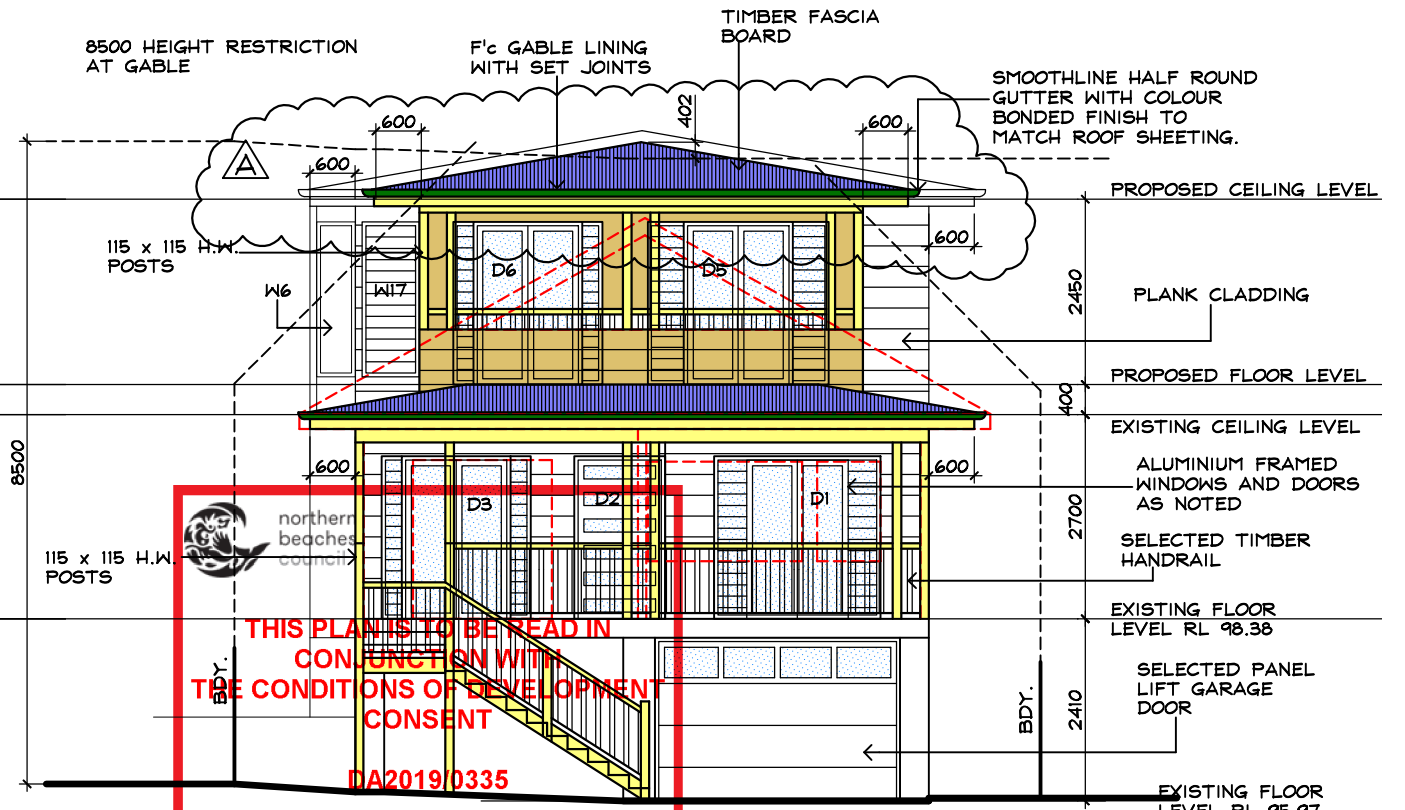 TIMBER FASCIA
BOARD
8500 HEIGHT RESTRICTION
AT GABLE
F'c GABLE LINING
WITH SET JOINTS
SMOOTHLINE HALF ROUND
GUTTER WITH COLOUR
BONDED FINISH TO
MATCH ROOF SHEETING.
402
600
600
600
A
PROPOSED CEILING LEVEL
115 x 115 H.W.
POSTS
600
D6
D5
W6
W17
2450
PLANK CLADDING
PROPOSED FLOOR LEVEL
400
EXISTING CEILING LEVEL
8500
600
600
ALUMINIUM FRAMED
WINDOWS AND DOORS
AS NOTED
D3
D2
D1
2700
northern
beaches
council
SELECTED TIMBER
HANDRAIL
115 x 115 H.W.
POSTS
EXISTING FLOOR
LEVEL RL 98.38
THIS PLAN IS TO BE READ IN
CONJUNCTION WITH
THE CONDITIONS OF DEVELOPMENT
CONSENT
DA2019/0335
BDY.
BDY.
2410
SELECTED PANEL
LIFT GARAGE
DOOR
EXISTING FLOOR
LEVEL RL 95.97